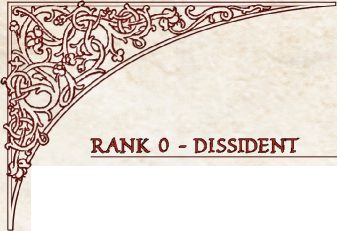 RANK 0 - DISSIDENT